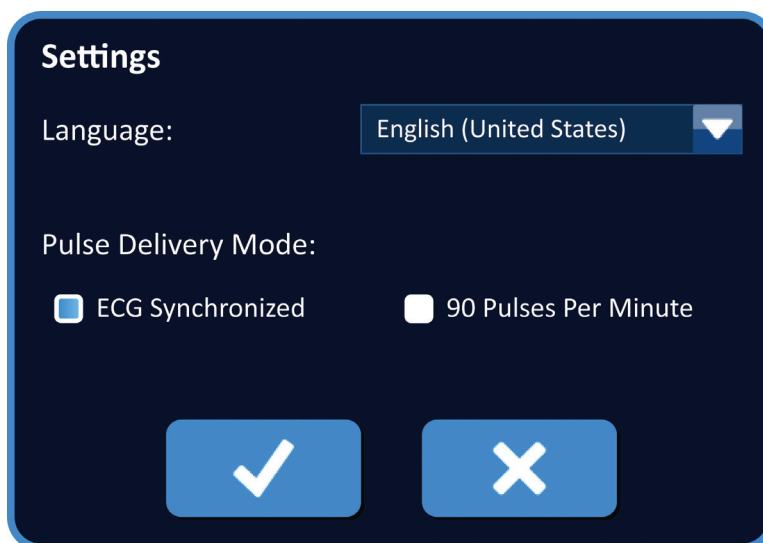 Settings
Language: English (United States)
Pulse Delivery Mode:
ECG Synchronized 90 Pulses Per Minute